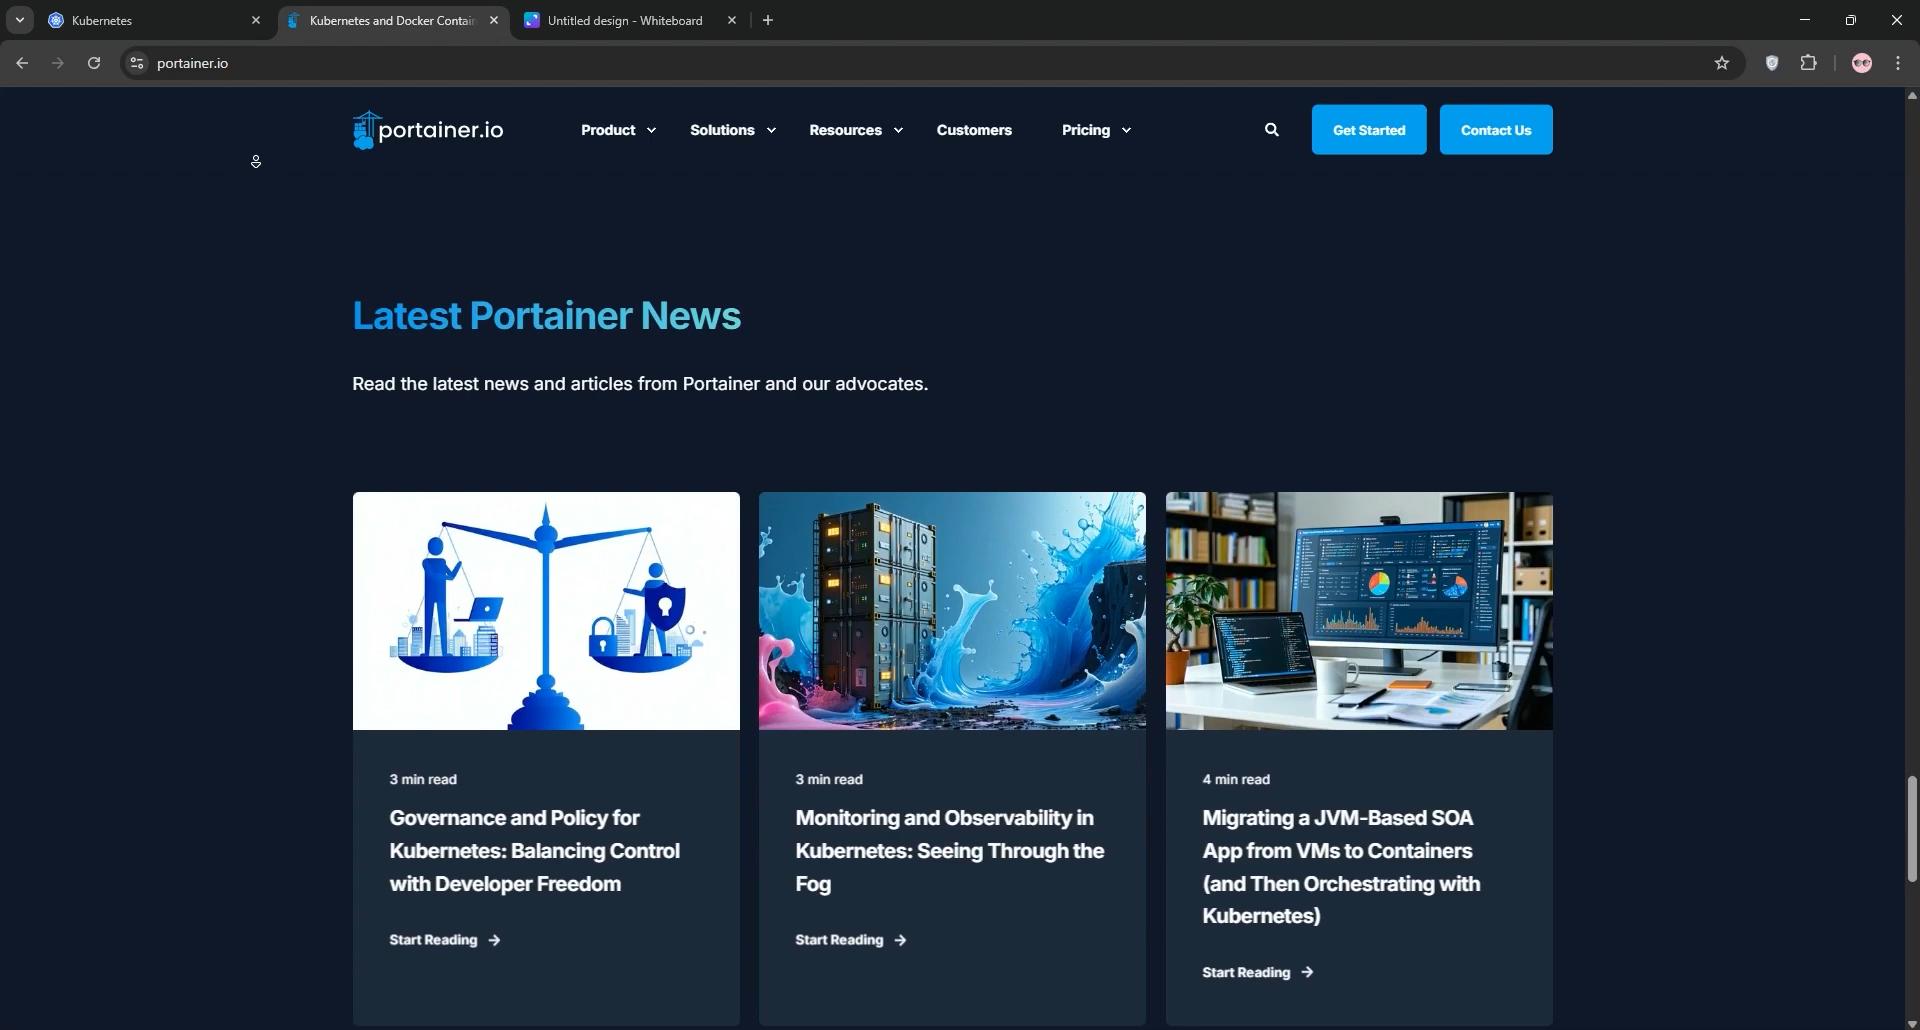 Kubernetes
Kubernetes and Docker Contain
Untitled design - Whiteboard
portainer.io
portainer.io
Product
Solutions
Resources
Customers
Pricing
Get Started
Contact Us
Latest Portainer News
Read the latest news and articles from Portainer and our advocates.
3 min read
Governance and Policy for
Kubernetes: Balancing Control
with Developer Freedom
Start Reading
3 min read
Monitoring and Observability in
Kubernetes: Seeing Through the
Fog
Start Reading
4 min read
Migrating a JVM-Based SOA
App from VMs to Containers
(and Then Orchestrating with
Kubernetes)
Start Reading